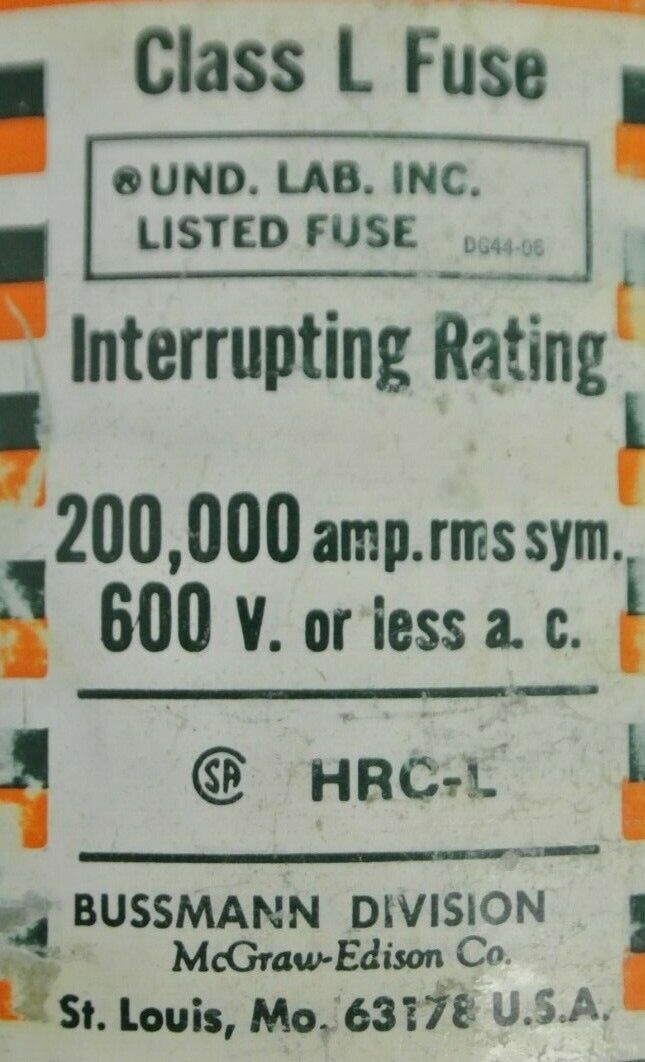 Class L Fuse
® UND. LAB. INC.
LISTED FUSE DG44-06
Interrupting Rating
200,000 amp. rms sym.
600 V. or less a. c.
SA HRC-L
BUSSMANN DIVISION
McGraw-Edison Co.
St. Louis, Mo. 63178 U.S.A.